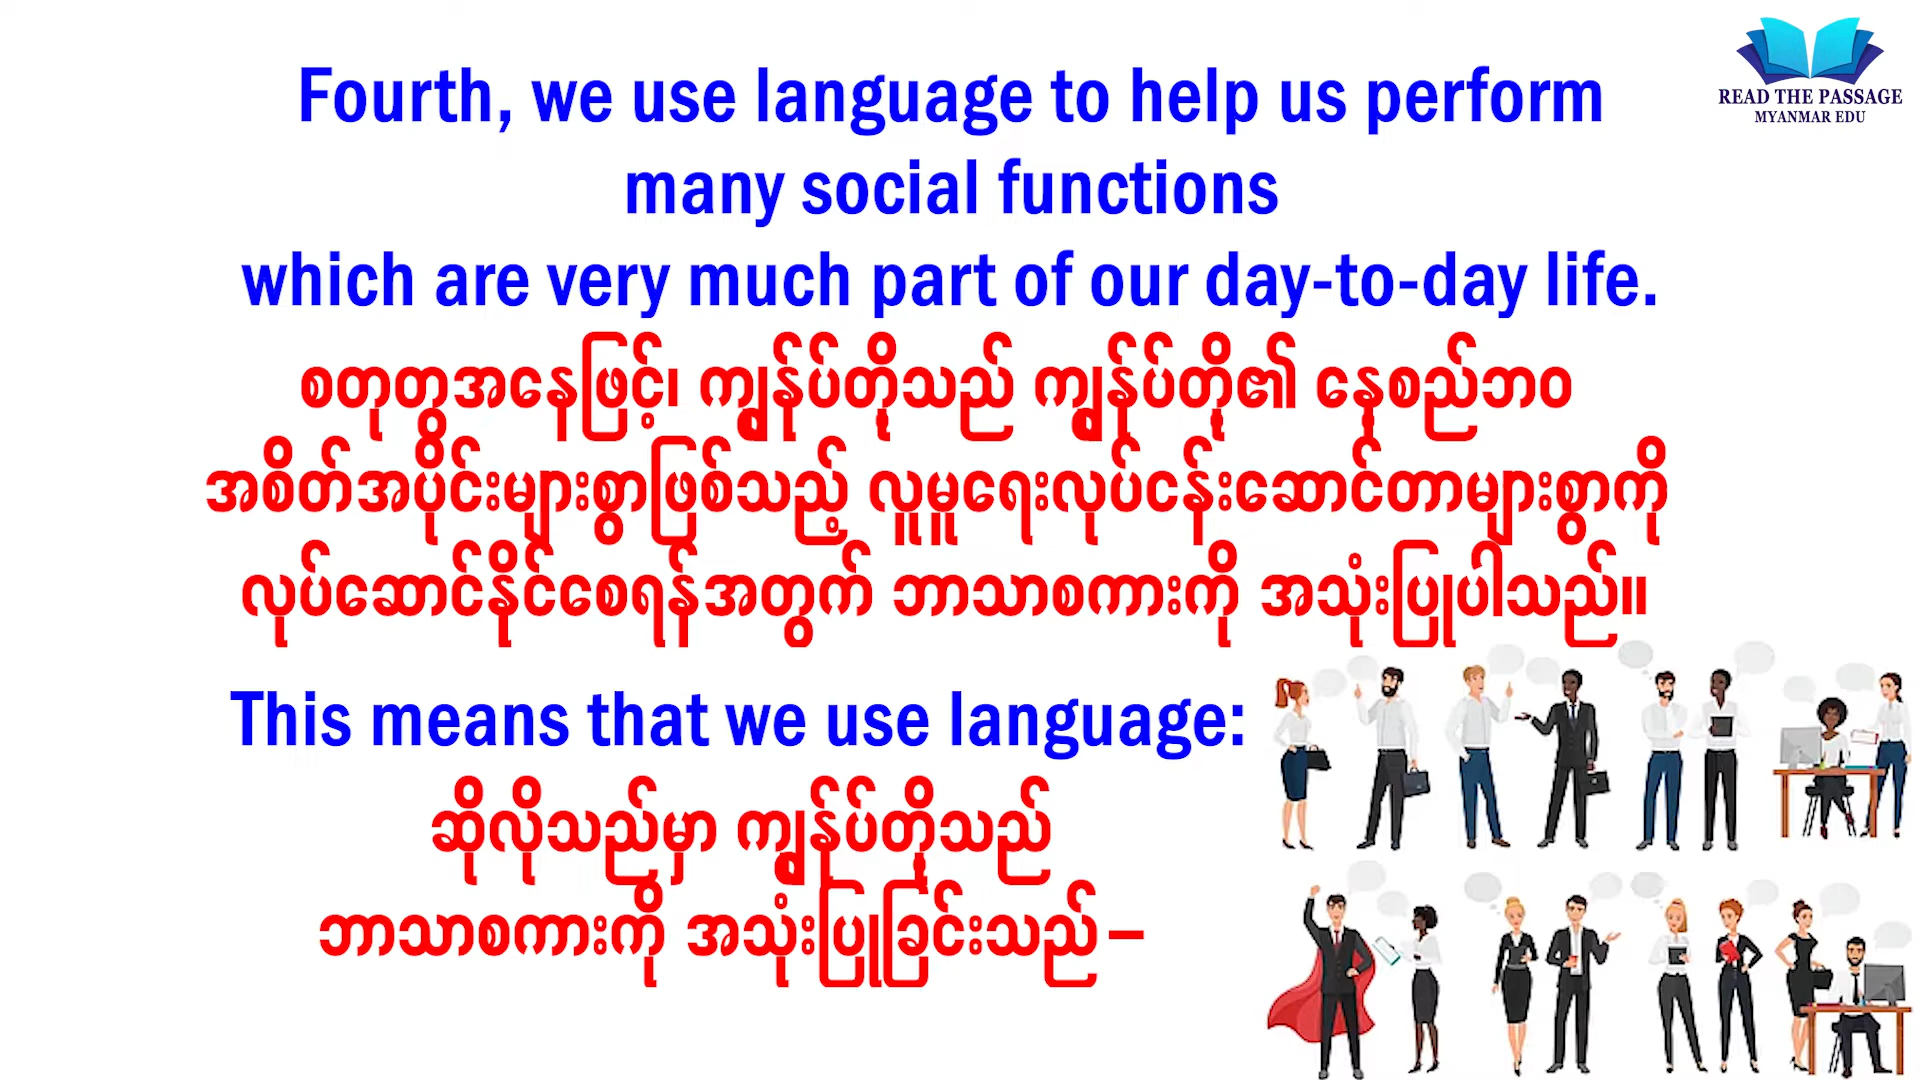 READ THE PASSAGE
MYANMAR EDU
Fourth, we use language to help us perform
many social functions
which are very much part of our day-to-day life.
စတုတ္ထအနေဖြင့်၊ ကျွန်ုပ်တို့သည် ကျွန်ုပ်တို့၏ နေ့စည်ဘဝ
အစိတ်အပိုင်းများစွာဖြစ်သည့် လူမူရေးလုပ်ငန်းဆောင်တာများစွာကို
လုပ်ဆောင်နိုင်စေရန်အတွက် ဘာသာစကားကို အသုံးပြုပါသည်။
This means that we use language:
ဆိုလိုသည်မှာ ကျွန်ုပ်တို့သည်
ဘာသာစကားကို အသုံးပြုခြင်းသည် –